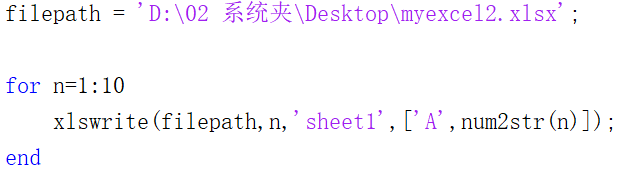 filepath = 'D:\02 系统夹\Desktop\myexcel2.xlsx';
for n=1:10
    xlswrite(filepath,n,'sheet1',['A',num2str(n)]);
end